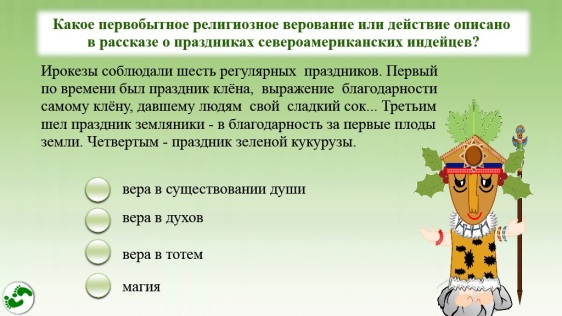 Какое первобытное религиозное верование или действие описано
в рассказе о праздниках североамериканских индейцев?
Ирокезы соблюдали шесть регулярных праздников. Первый
по времени был праздник клёна, выражение благодарности
самому клёну, давшему людям свой сладкий сок... Третьим
шел праздник земляники - в благодарность за первые плоды
земли. Четвертым - праздник зеленой кукурузы.
вера в существовании души
вера в духов
вера в тотем
магия